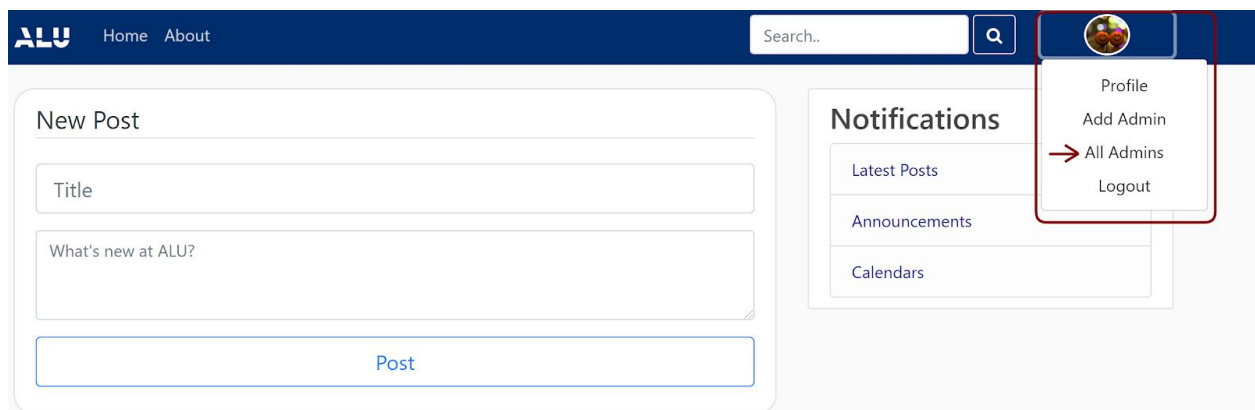 ALU Home About Search..
Profile
Add Admin
All Admins
Logout
New Post
Title
What's new at ALU?
Post
Notifications
Latest Posts
Announcements
Calendars